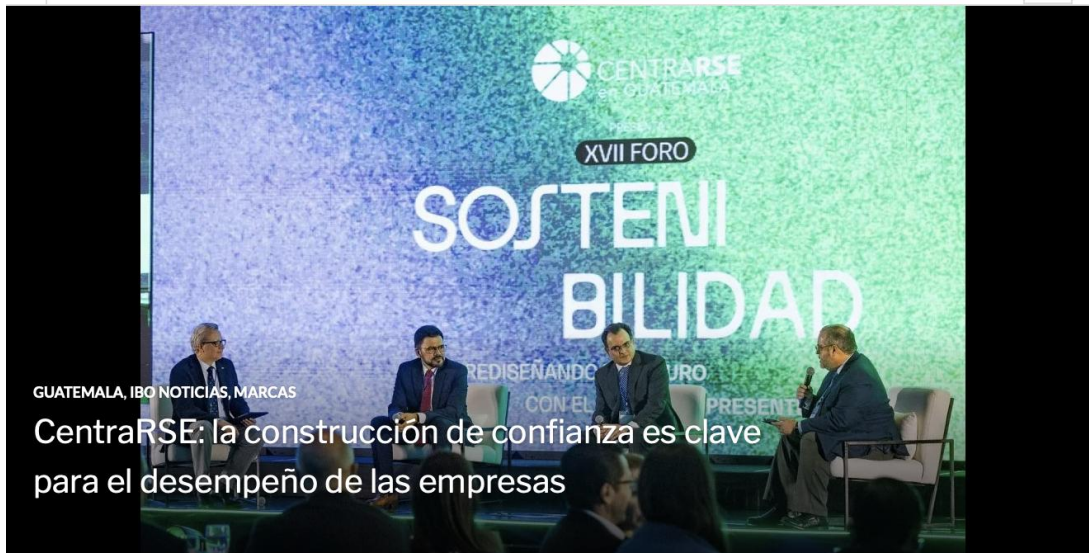 CENTRARSE
en GUATEMALA
XVII FORO
SOSTENI
BILIDAD
REDISEÑANDO URO
CON EL PRESENT
GUATEMALA, IBO NOTICIAS, MARCAS
CentraRSE: la construcción de confianza es clave
para el desempeño de las empresas